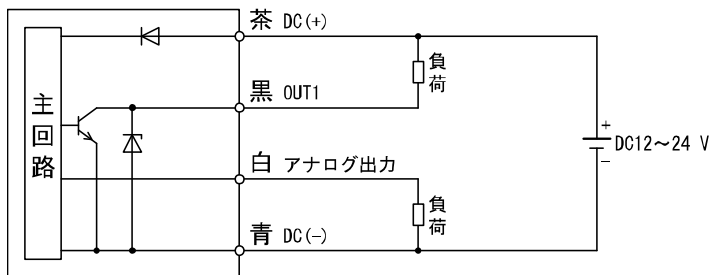 茶 DC(+)
負荷
黒 OUT1
主回路
+
DC12～24 V
−
白 アナログ出力
負荷
青 DC(−)